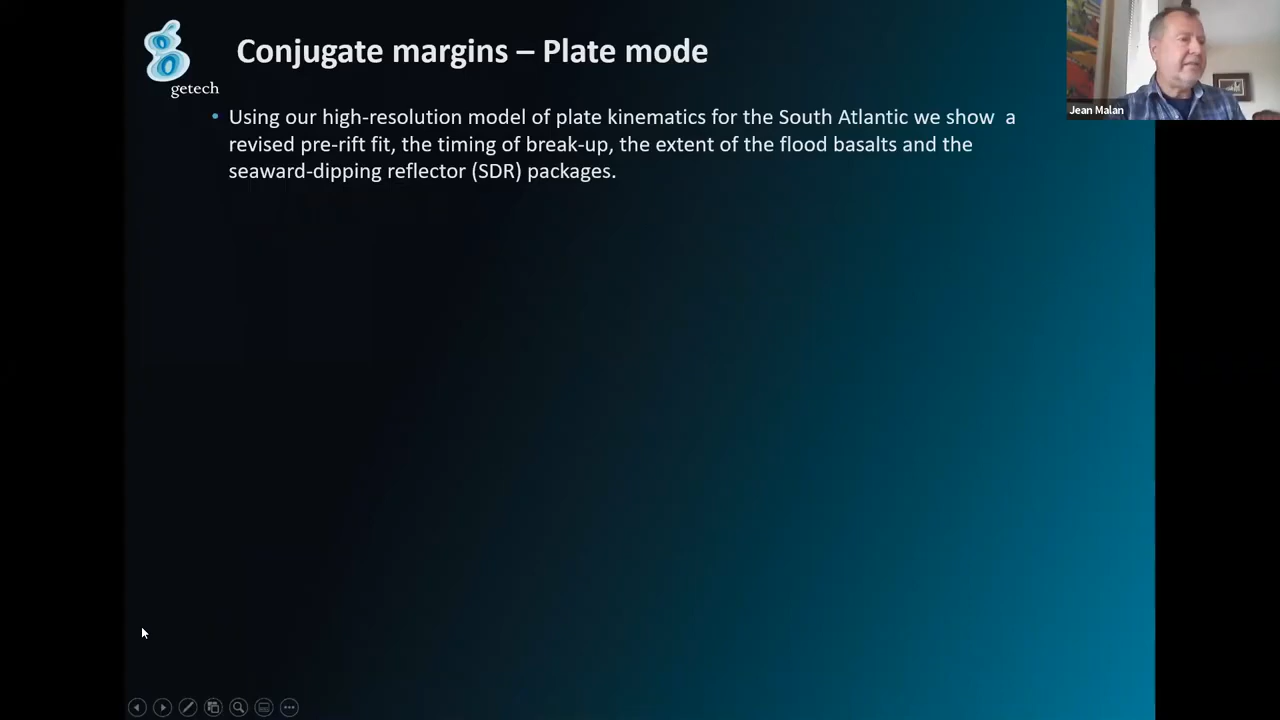 Conjugate margins – Plate mode
getech
Jean Malan
• Using our high-resolution model of plate kinematics for the South Atlantic we show a
revised pre-rift fit, the timing of break-up, the extent of the flood basalts and the
seaward-dipping reflector (SDR) packages.